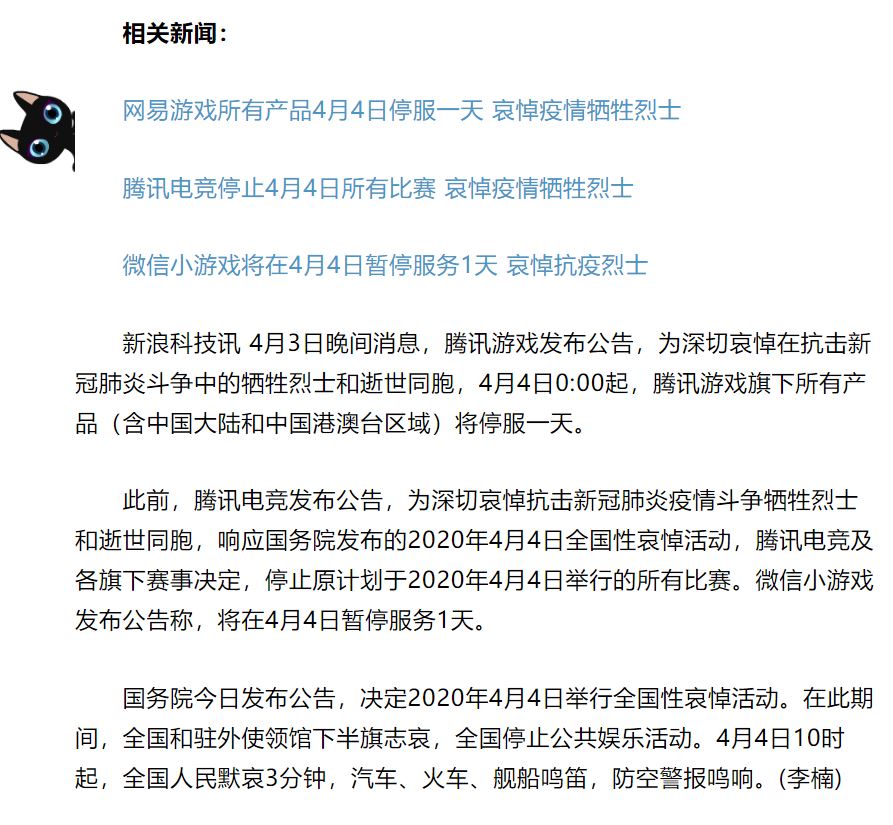 相关新闻：
网易游戏所有产品4月4日停服一天 哀悼疫情牺牲烈士
腾讯电竞停止4月4日所有比赛 哀悼疫情牺牲烈士
微信小游戏将在4月4日暂停服务1天 哀悼抗疫烈士
新浪科技讯 4月3日晚间消息，腾讯游戏发布公告，为深切哀悼在抗击新
冠肺炎斗争中的牺牲烈士和逝世同胞，4月4日0:00起，腾讯游戏旗下所有产
品（含中国大陆和中国港澳台区域）将停服一天。
此前，腾讯电竞发布公告，为深切哀悼抗击新冠肺炎疫情斗争牺牲烈士
和逝世同胞，响应国务院发布的2020年4月4日全国性哀悼活动，腾讯电竞及
各旗下赛事决定，停止原计划于2020年4月4日举行的所有比赛。微信小游戏
发布公告称，将在4月4日暂停服务1天。
国务院今日发布公告，决定2020年4月4日举行全国性哀悼活动。在此期
间，全国和驻外使领馆下半旗志哀，全国停止公共娱乐活动。4月4日10时
起，全国人民默哀3分钟，汽车、火车、舰船鸣笛，防空警报鸣响。(李楠)